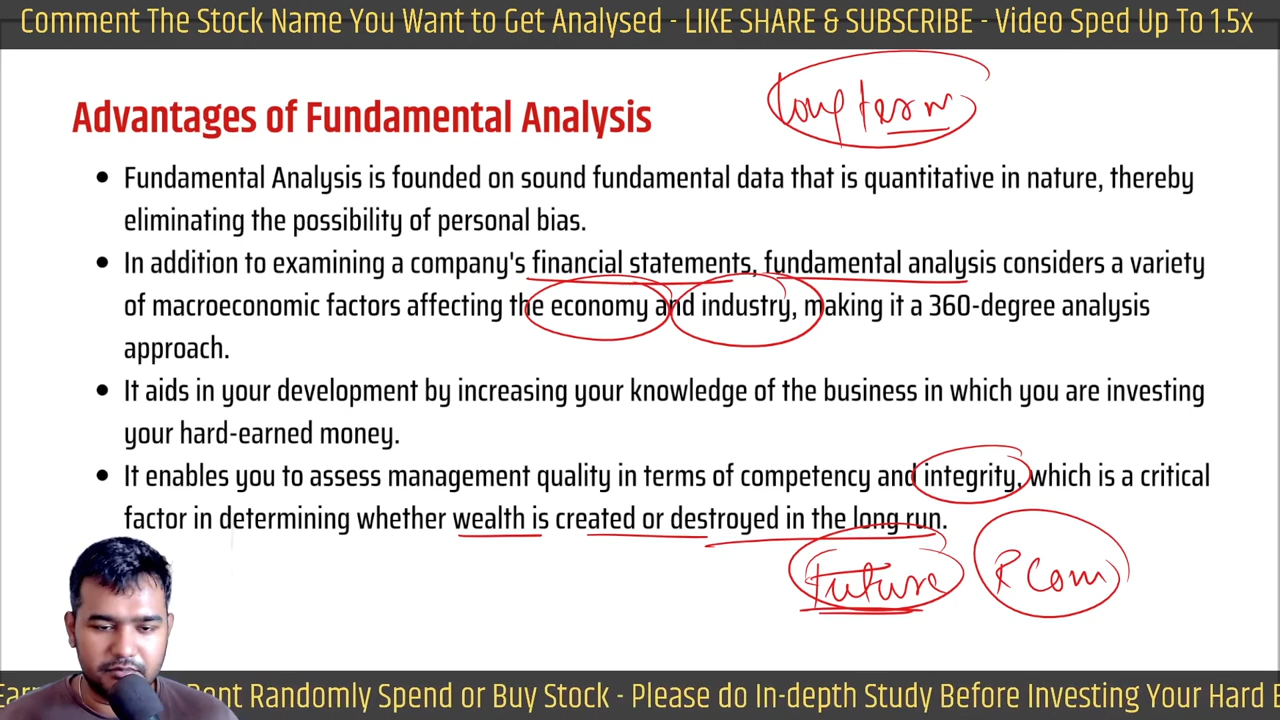 Comment The Stock Name You Want to Get Analysed - LIKE SHARE & SUBSCRIBE - Video Sped Up To 1.5x
long term
Advantages of Fundamental Analysis
• Fundamental Analysis is founded on sound fundamental data that is quantitative in nature, thereby
eliminating the possibility of personal bias.
• In addition to examining a company's financial statements, fundamental analysis considers a variety
of macroeconomic factors affecting the economy and industry, making it a 360-degree analysis
approach.
• It aids in your development by increasing your knowledge of the business in which you are investing
your hard-earned money.
• It enables you to assess management quality in terms of competency and integrity, which is a critical
factor in determining whether wealth is created or destroyed in the long run.
Future R Com
Randomly Spend or Buy Stock - Please do In-depth Study Before Investing Your Hard